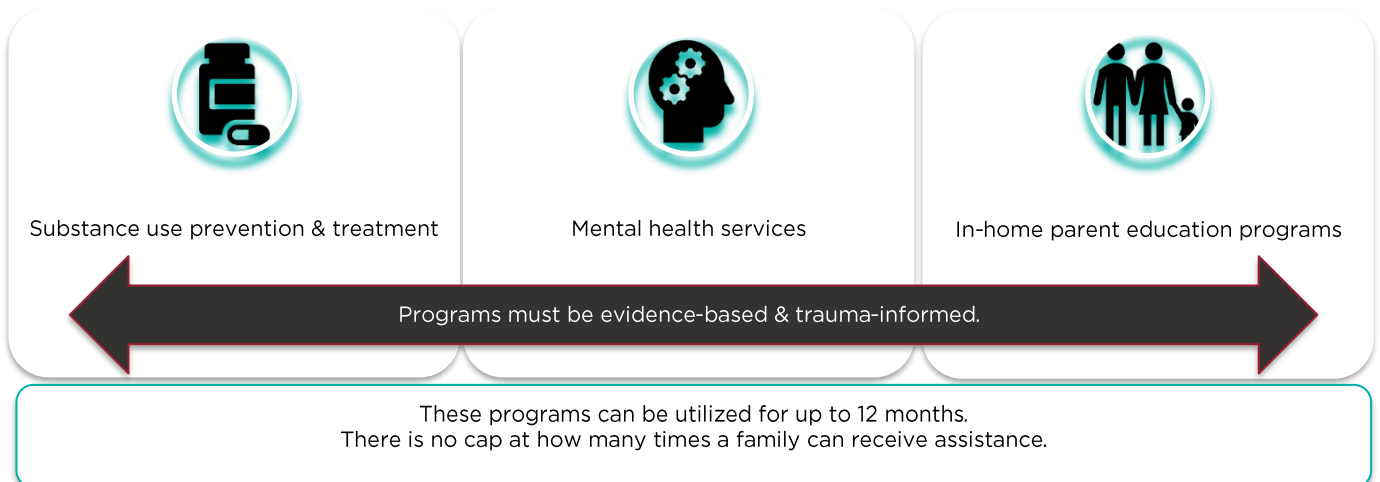 Substance use prevention & treatment
Mental health services
In-home parent education programs
Programs must be evidence-based & trauma-informed.
These programs can be utilized for up to 12 months.
There is no cap at how many times a family can receive assistance.